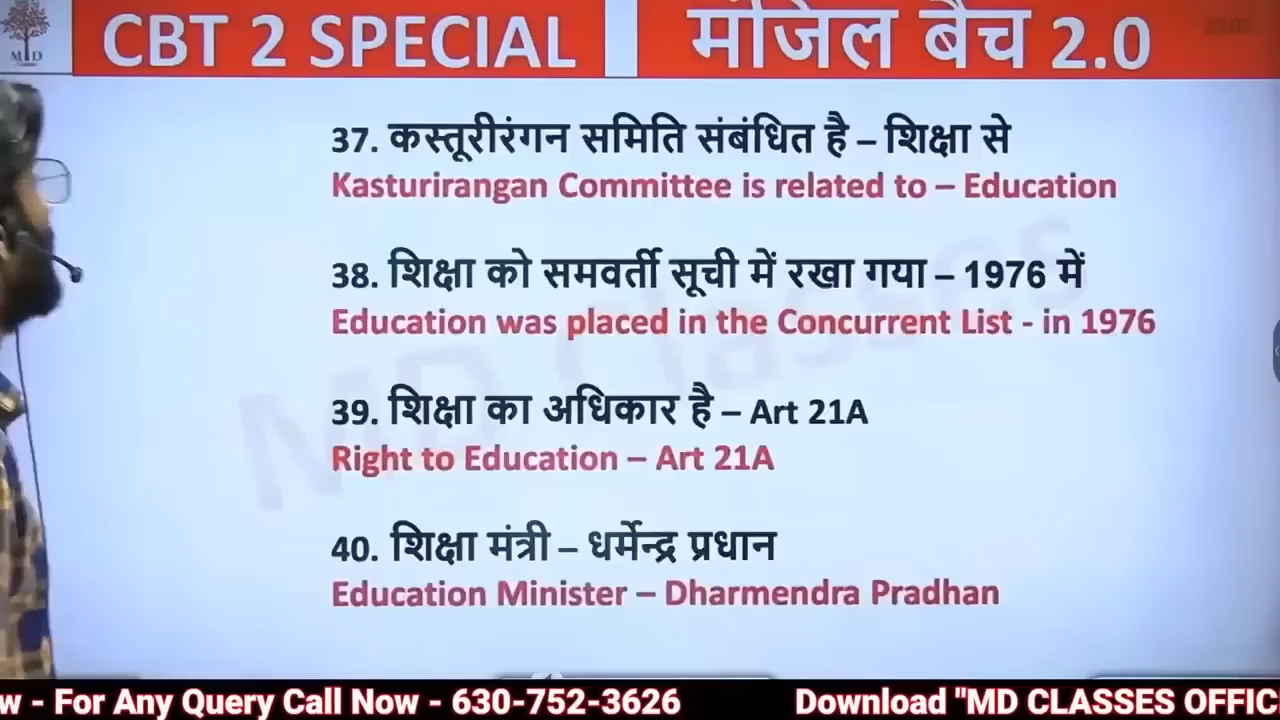 CBT 2 SPECIAL
मंजिल बैच 2.0
MD
37. कस्तूरीरंगन समिति संबंधित है – शिक्षा से
Kasturirangan Committee is related to – Education
38. शिक्षा को समवर्ती सूची में रखा गया – 1976 में
Education was placed in the Concurrent List - in 1976
39. शिक्षा का अधिकार है – Art 21A
Right to Education – Art 21A
40. शिक्षा मंत्री – धर्मेन्द्र प्रधान
Education Minister – Dharmendra Pradhan
MD Classes
w - For Any Query Call Now - 630-752-3626
Download "MD CLASSES OFFIC